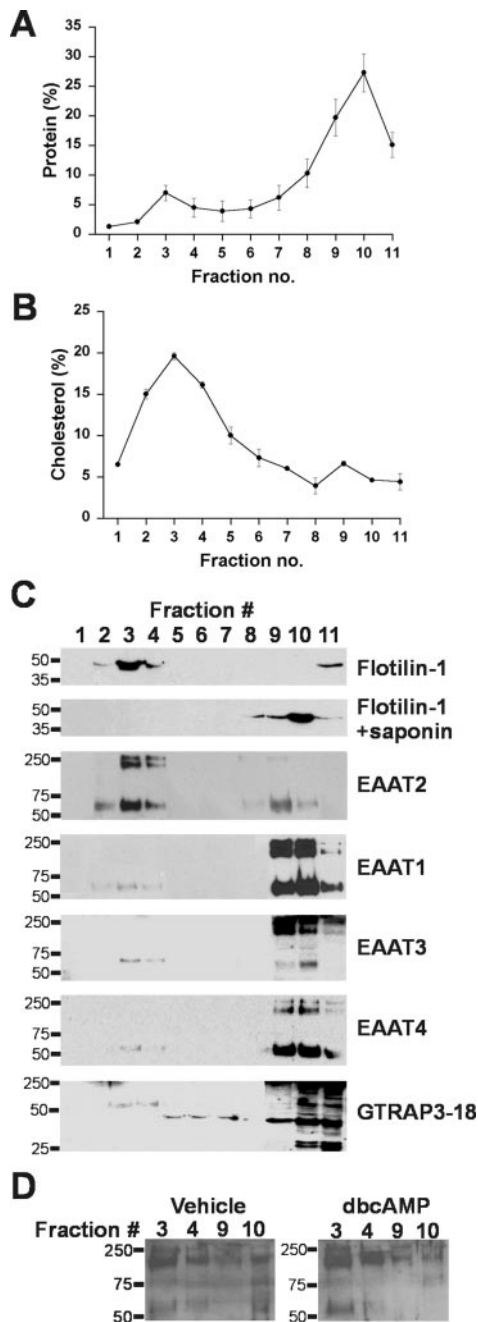 A
Protein (%)
35
30
25
20
15
10
5
0
1 2 3 4 5 6 7 8 9 10 11
Fraction no.
B
Cholesterol (%)
25
20
15
10
5
0
1 2 3 4 5 6 7 8 9 10 11
Fraction no.
C
Fraction #
1 2 3 4 5 6 7 8 9 10 11
50
35
Flotilin-1
50
35
Flotilin-1
+saponin
250
75
50
EAAT2
250
75
50
EAAT1
250
75
50
EAAT3
250
75
50
EAAT4
250
50
25
GTRAP3-18
D
Vehicle dbcAMP
Fraction # 3 4 9 10 3 4 9 10
250 250
75 75
50 50